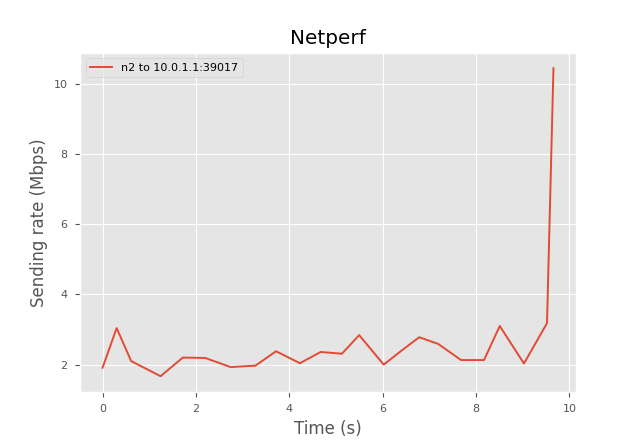 Netperf
n2 to 10.0.1.1:39017
Sending rate (Mbps)
10
8
6
4
2
0 2 4 6 8 10
Time (s)